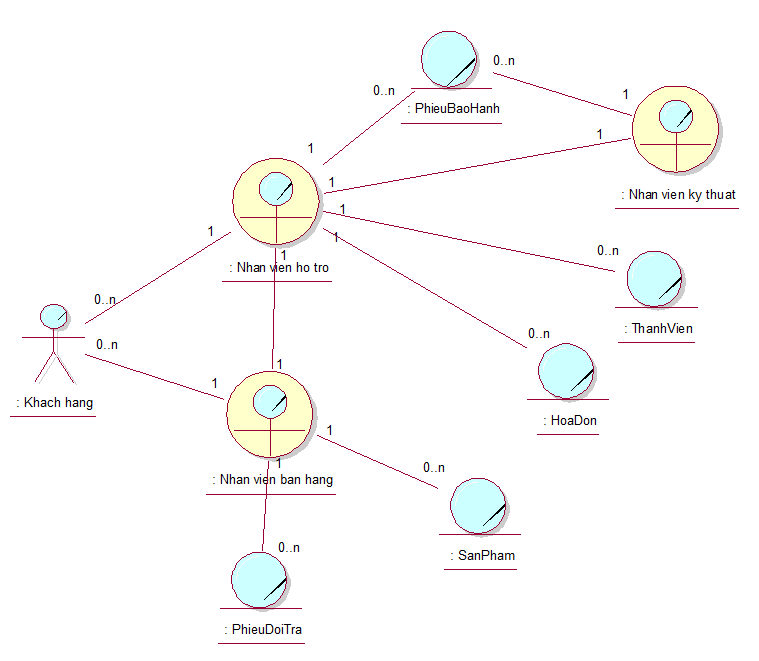 0..n
1
0..n
: PhieuBaoHanh
1
1
: Nhan vien ky thuat
1
1
1
0..n
1
: Nhan vien ho tro
1
0..n
: ThanhVien
0..n
0..n
0..n
: Khach hang
1
1
: HoaDon
1
0..n
1
: Nhan vien ban hang
: SanPham
0..n
: PhieuDoiTra